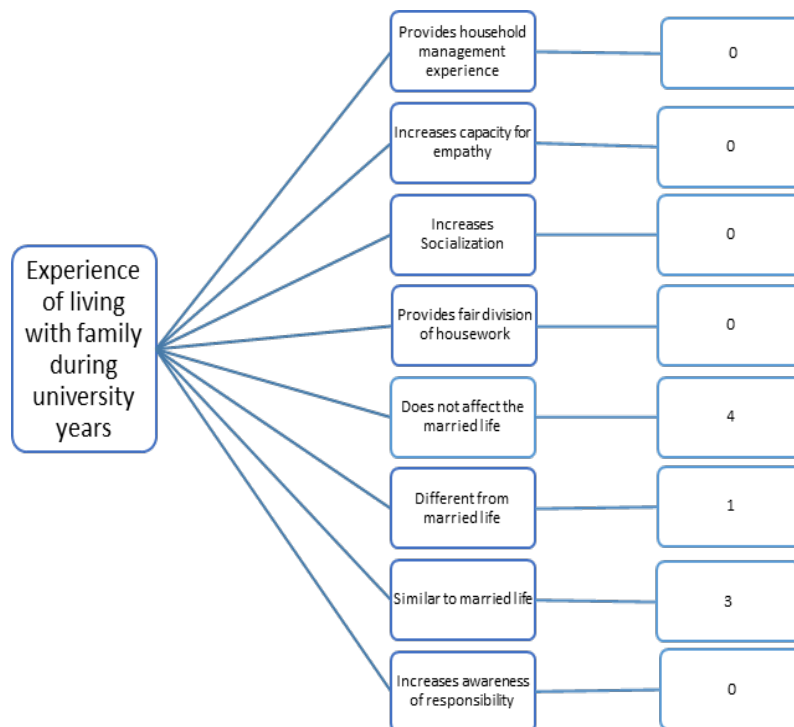 Experience
of living
with family
during
university
years
Provides household
management
experience
0
Increases capacity for
empathy
0
Increases
Socialization
0
Provides fair division
of housework
0
Does not affect the
married life
4
Different from
married life
1
Similar to married life
3
Increases awareness
of responsibility
0